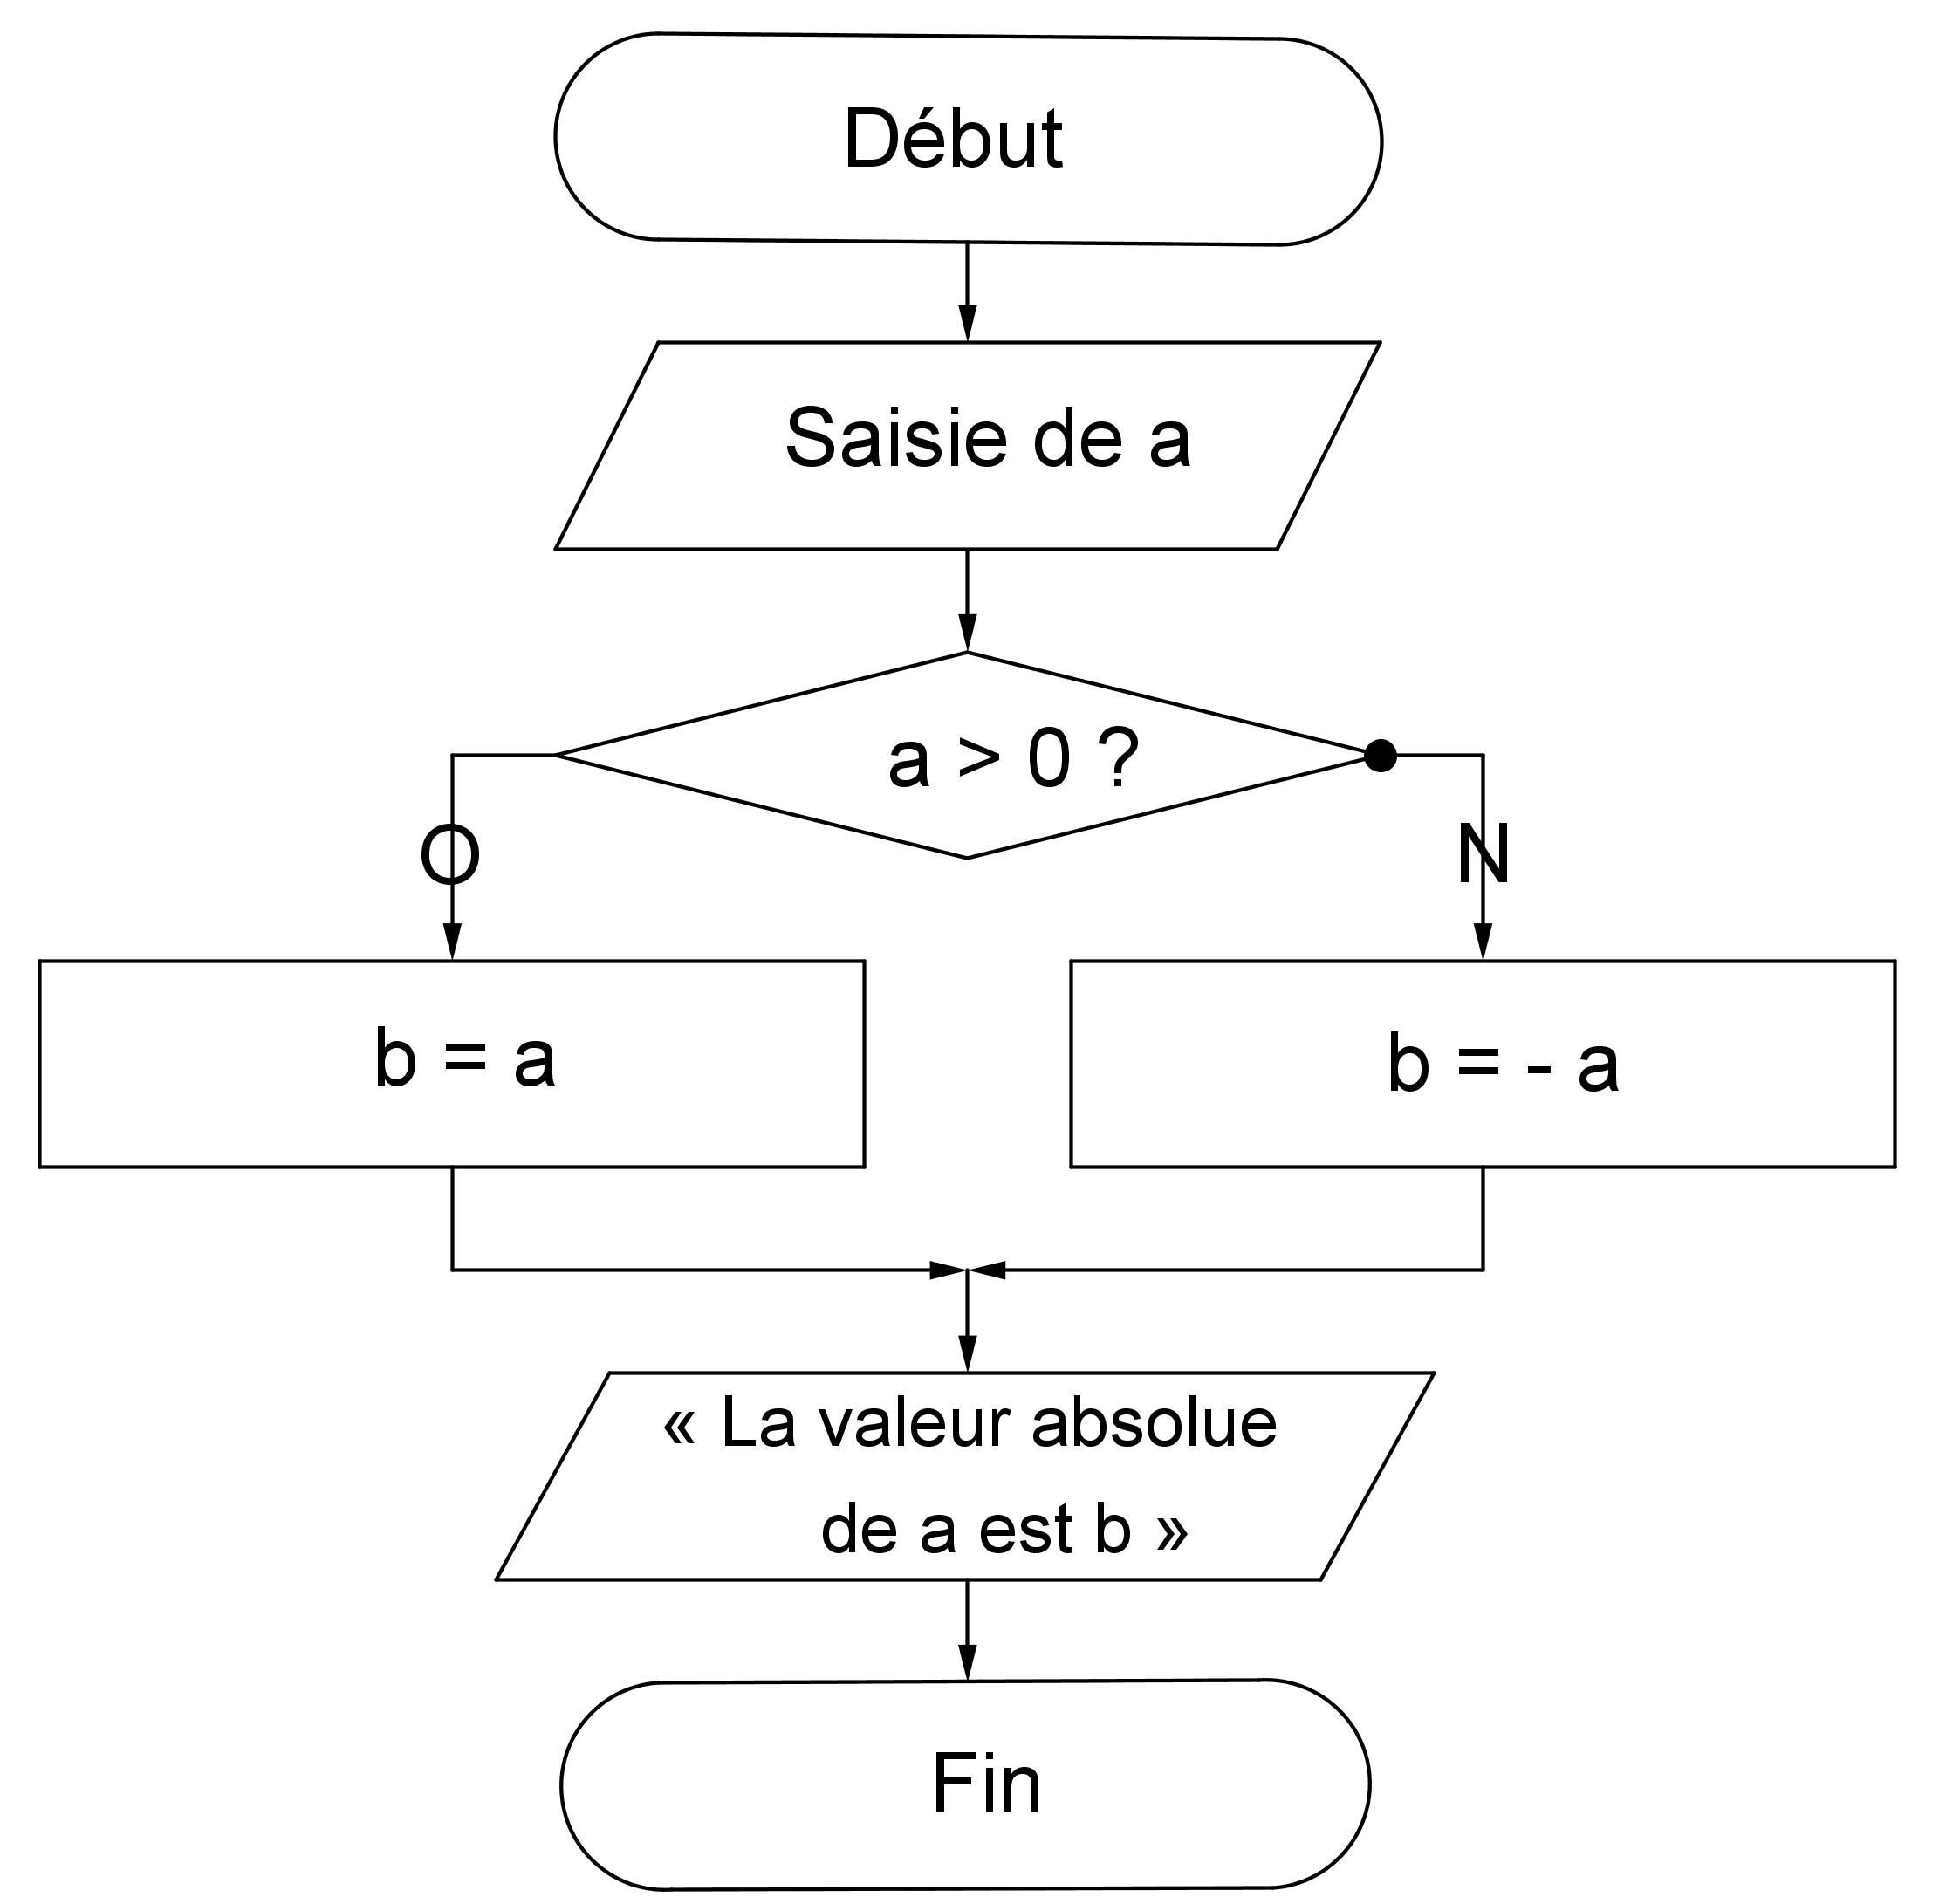 Début
Saisie de a
a > 0 ?
O
N
b = a
b = - a
« La valeur absolue
de a est b »
Fin